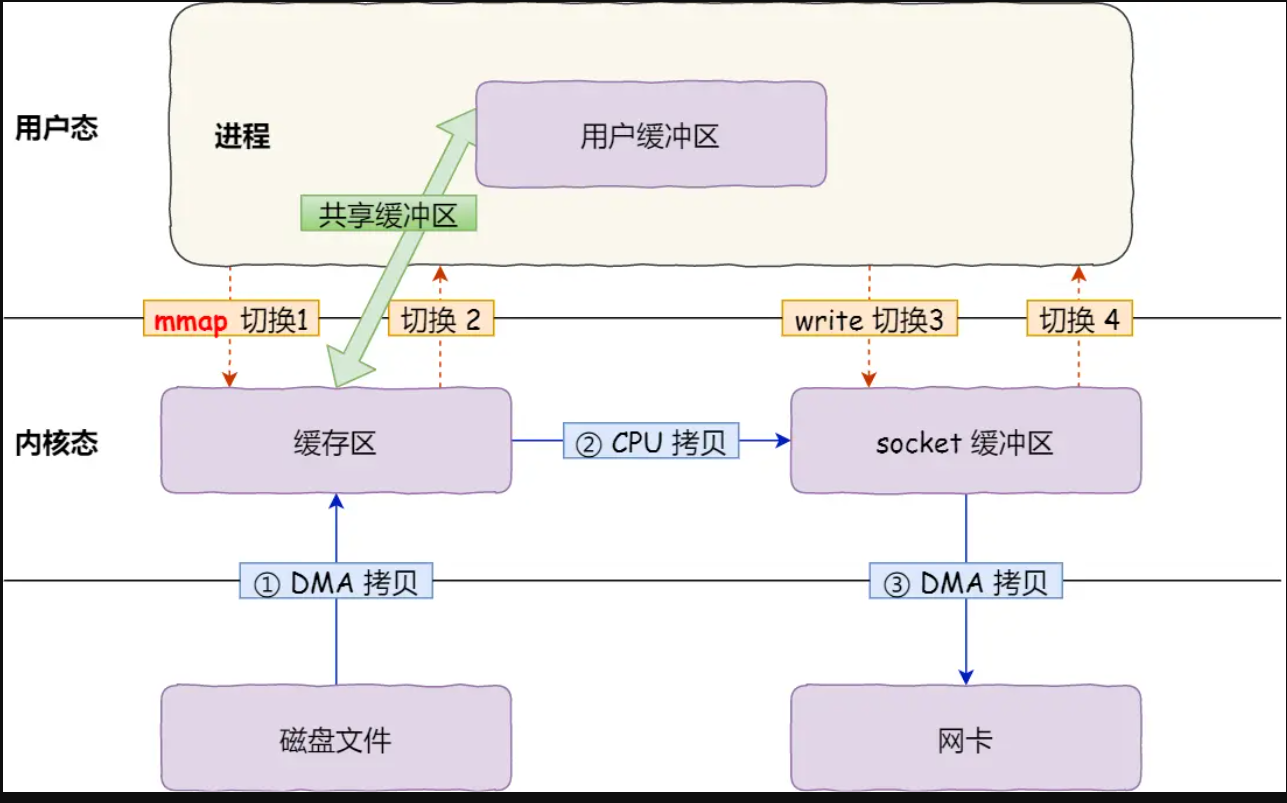 用户态
进程
用户缓冲区
共享缓冲区
mmap 切换1
切换 2
write 切换3
切换 4
内核态
缓存区
② CPU 拷贝
socket 缓冲区
① DMA 拷贝
③ DMA 拷贝
磁盘文件
网卡